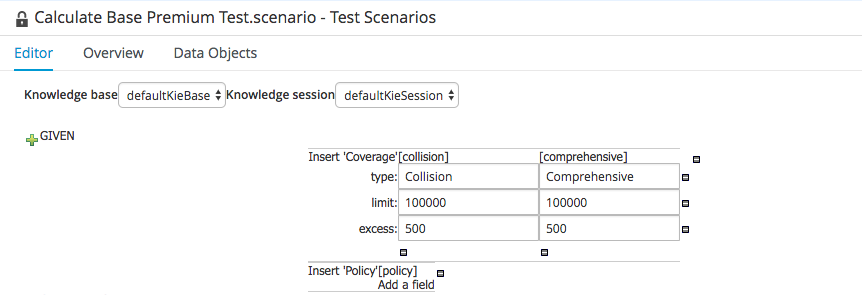 Calculate Base Premium Test.scenario - Test Scenarios
Editor Overview Data Objects
Knowledge base defaultKieBase Knowledge session defaultKieSession
GIVEN
Insert 'Coverage'[collision] [comprehensive]
type: Collision Comprehensive
limit: 100000 100000
excess: 500 500
Insert 'Policy'[policy]
Add a field